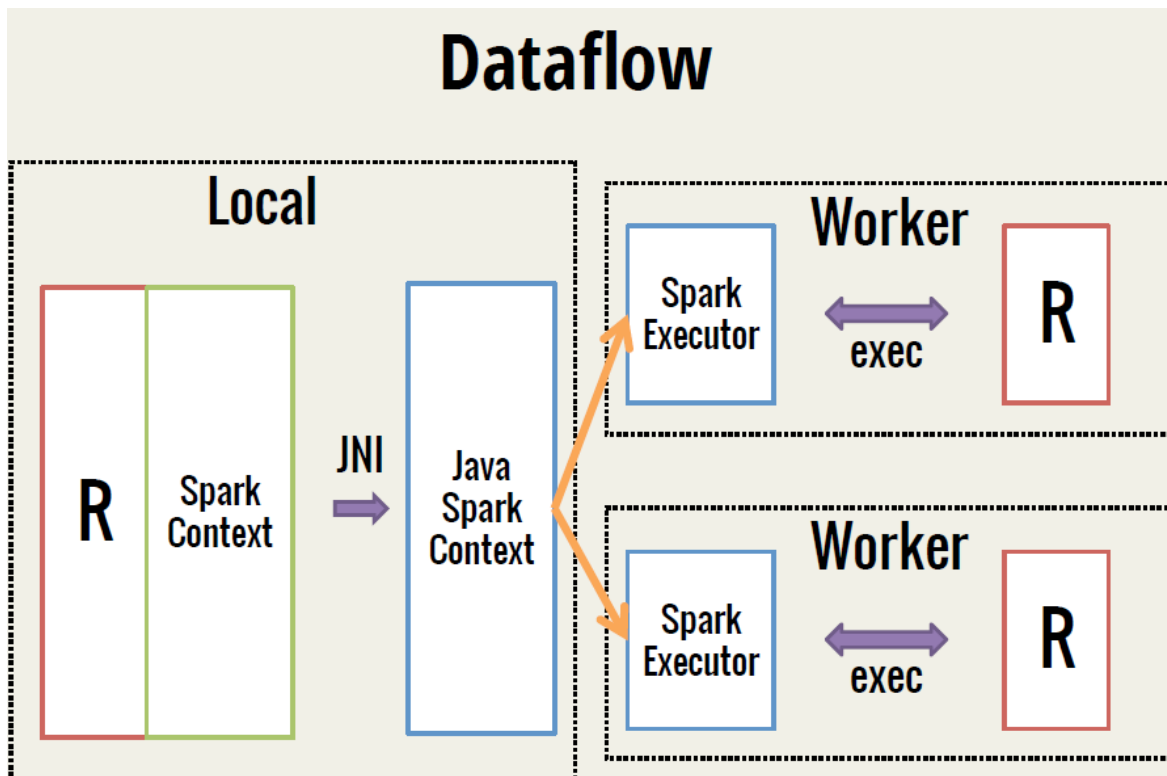 Dataflow
Local
R
Spark
Context
JNI
Java
Spark
Context
Worker
Spark
Executor
exec
R
Worker
Spark
Executor
exec
R